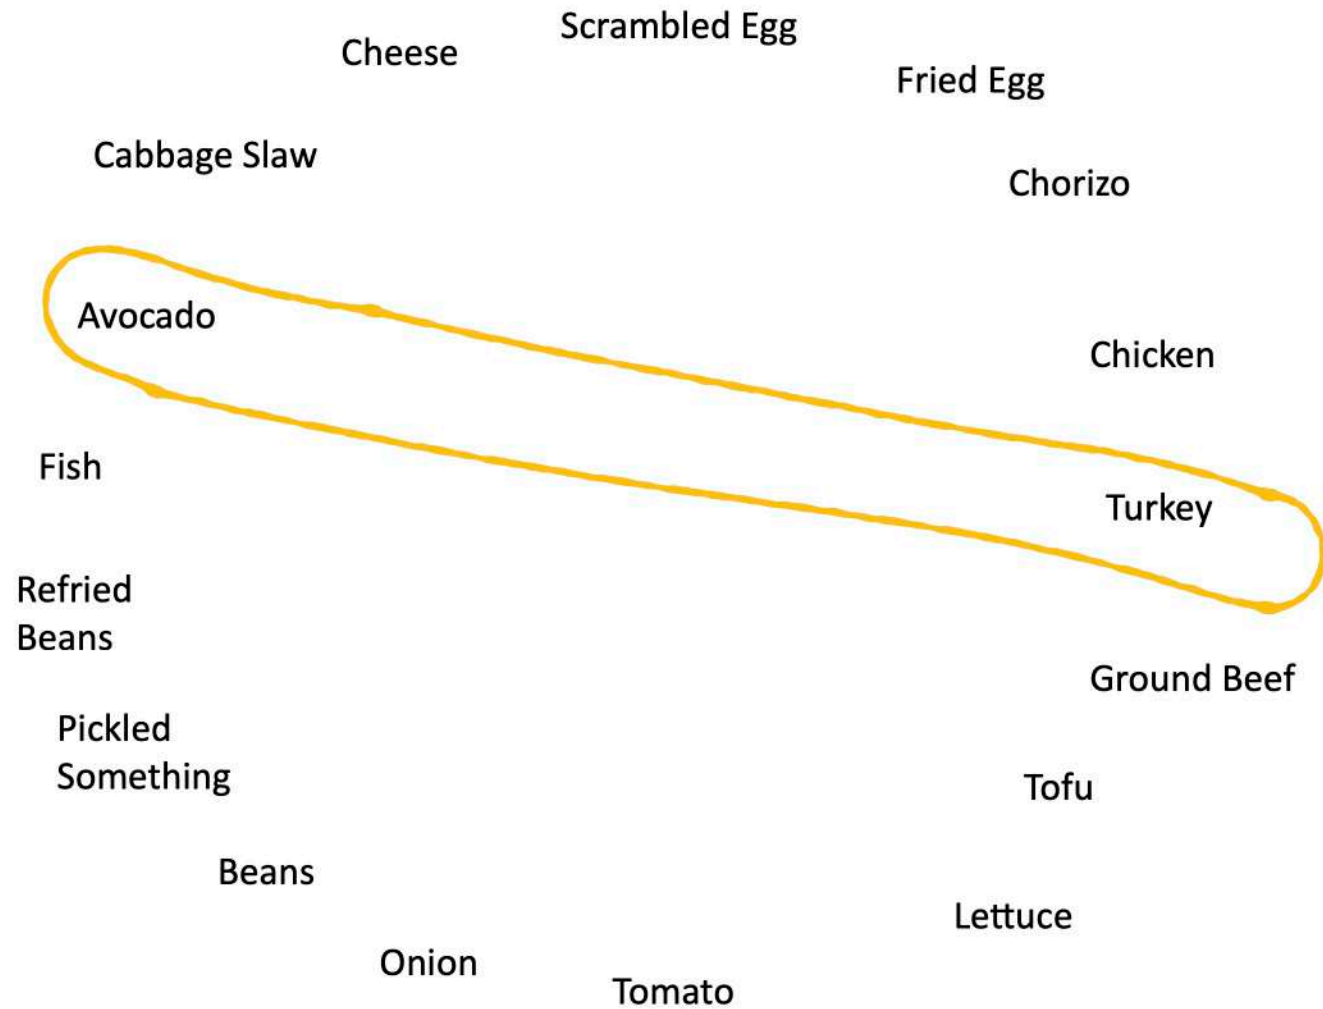 Scrambled Egg
Cheese
Fried Egg
Cabbage Slaw
Chorizo
Avocado
Chicken
Fish
Turkey
Refried
Beans
Ground Beef
Pickled
Something
Tofu
Beans
Lettuce
Onion
Tomato